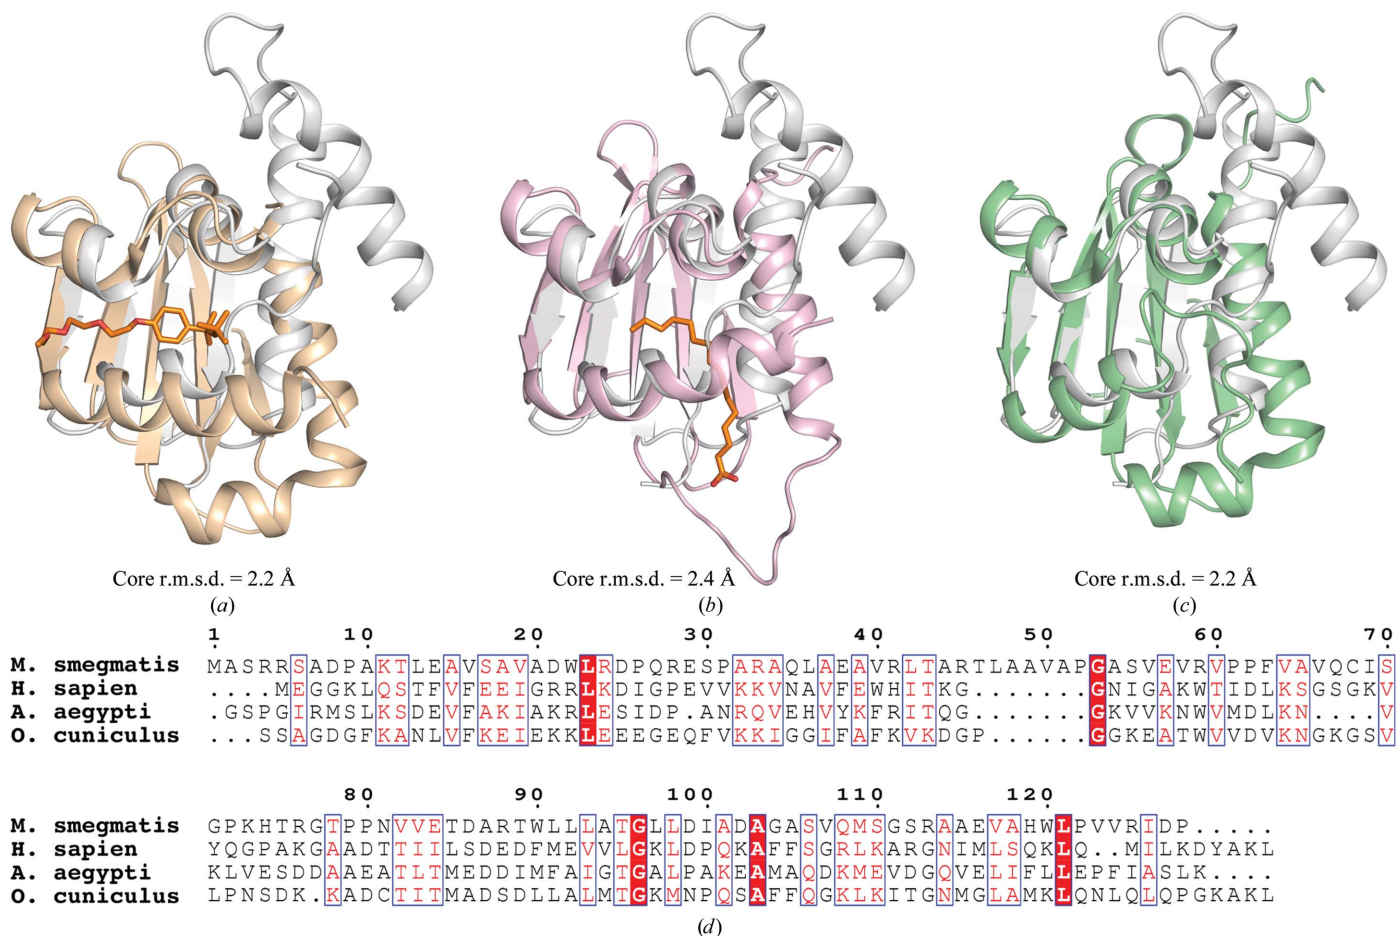 Core r.m.s.d. = 2.2 Å
(a)
Core r.m.s.d. = 2.4 Å
(b)
Core r.m.s.d. = 2.2 Å
(c)
1 10 20 30 40 50 60 70
M. smegmatis MASRRSADPAKTLEAVSAVADWLRDPQRESPARAQLAEAVRLTARTLAAVAPGASVEVRVPPFVAVQCIS
H. sapien ....MEGGKLQSTFVFEEIGRRLKDIGPEVVKKVNAVFEWHITKG.......GNIGAKWTIDLKSGSGKV
A. aegypti .GSPGIRMSLKSDEVFAKIAKRLESIDP.ANRQVEHVYKFRITQG.......GKVVKNWVMDLKN....V
O. cuniculus ...SSAGDGFKANLVFKEIEKKLEEEGEQFVKKIGGIFAFKVKDGP......GGKEATWVVDVKNGKGSV
80 90 100 110 120
M. smegmatis GPKHTRGTPPNVVETDARTWLLLATGLLDIADAGASVQMSGSRAAEVAHWLPVVRIDP.....
H. sapien YQGPAKGAADTTIILSDEDFMEVVLGKLDPQKAFFSGRLKARGNIMLSQKLQ..MILKDYAKL
A. aegypti KLVESDDAAEATLTMEDDIMFAIGTGALPAKEAMAQDKMEVDGQVELIFLLEPFIASLK....
O. cuniculus LPNSDK.KADCTITMADSDLLALMTGKMNPQSAFFQGKLKITGNMGLAMKLQNLQLQPGKAKL
(d)